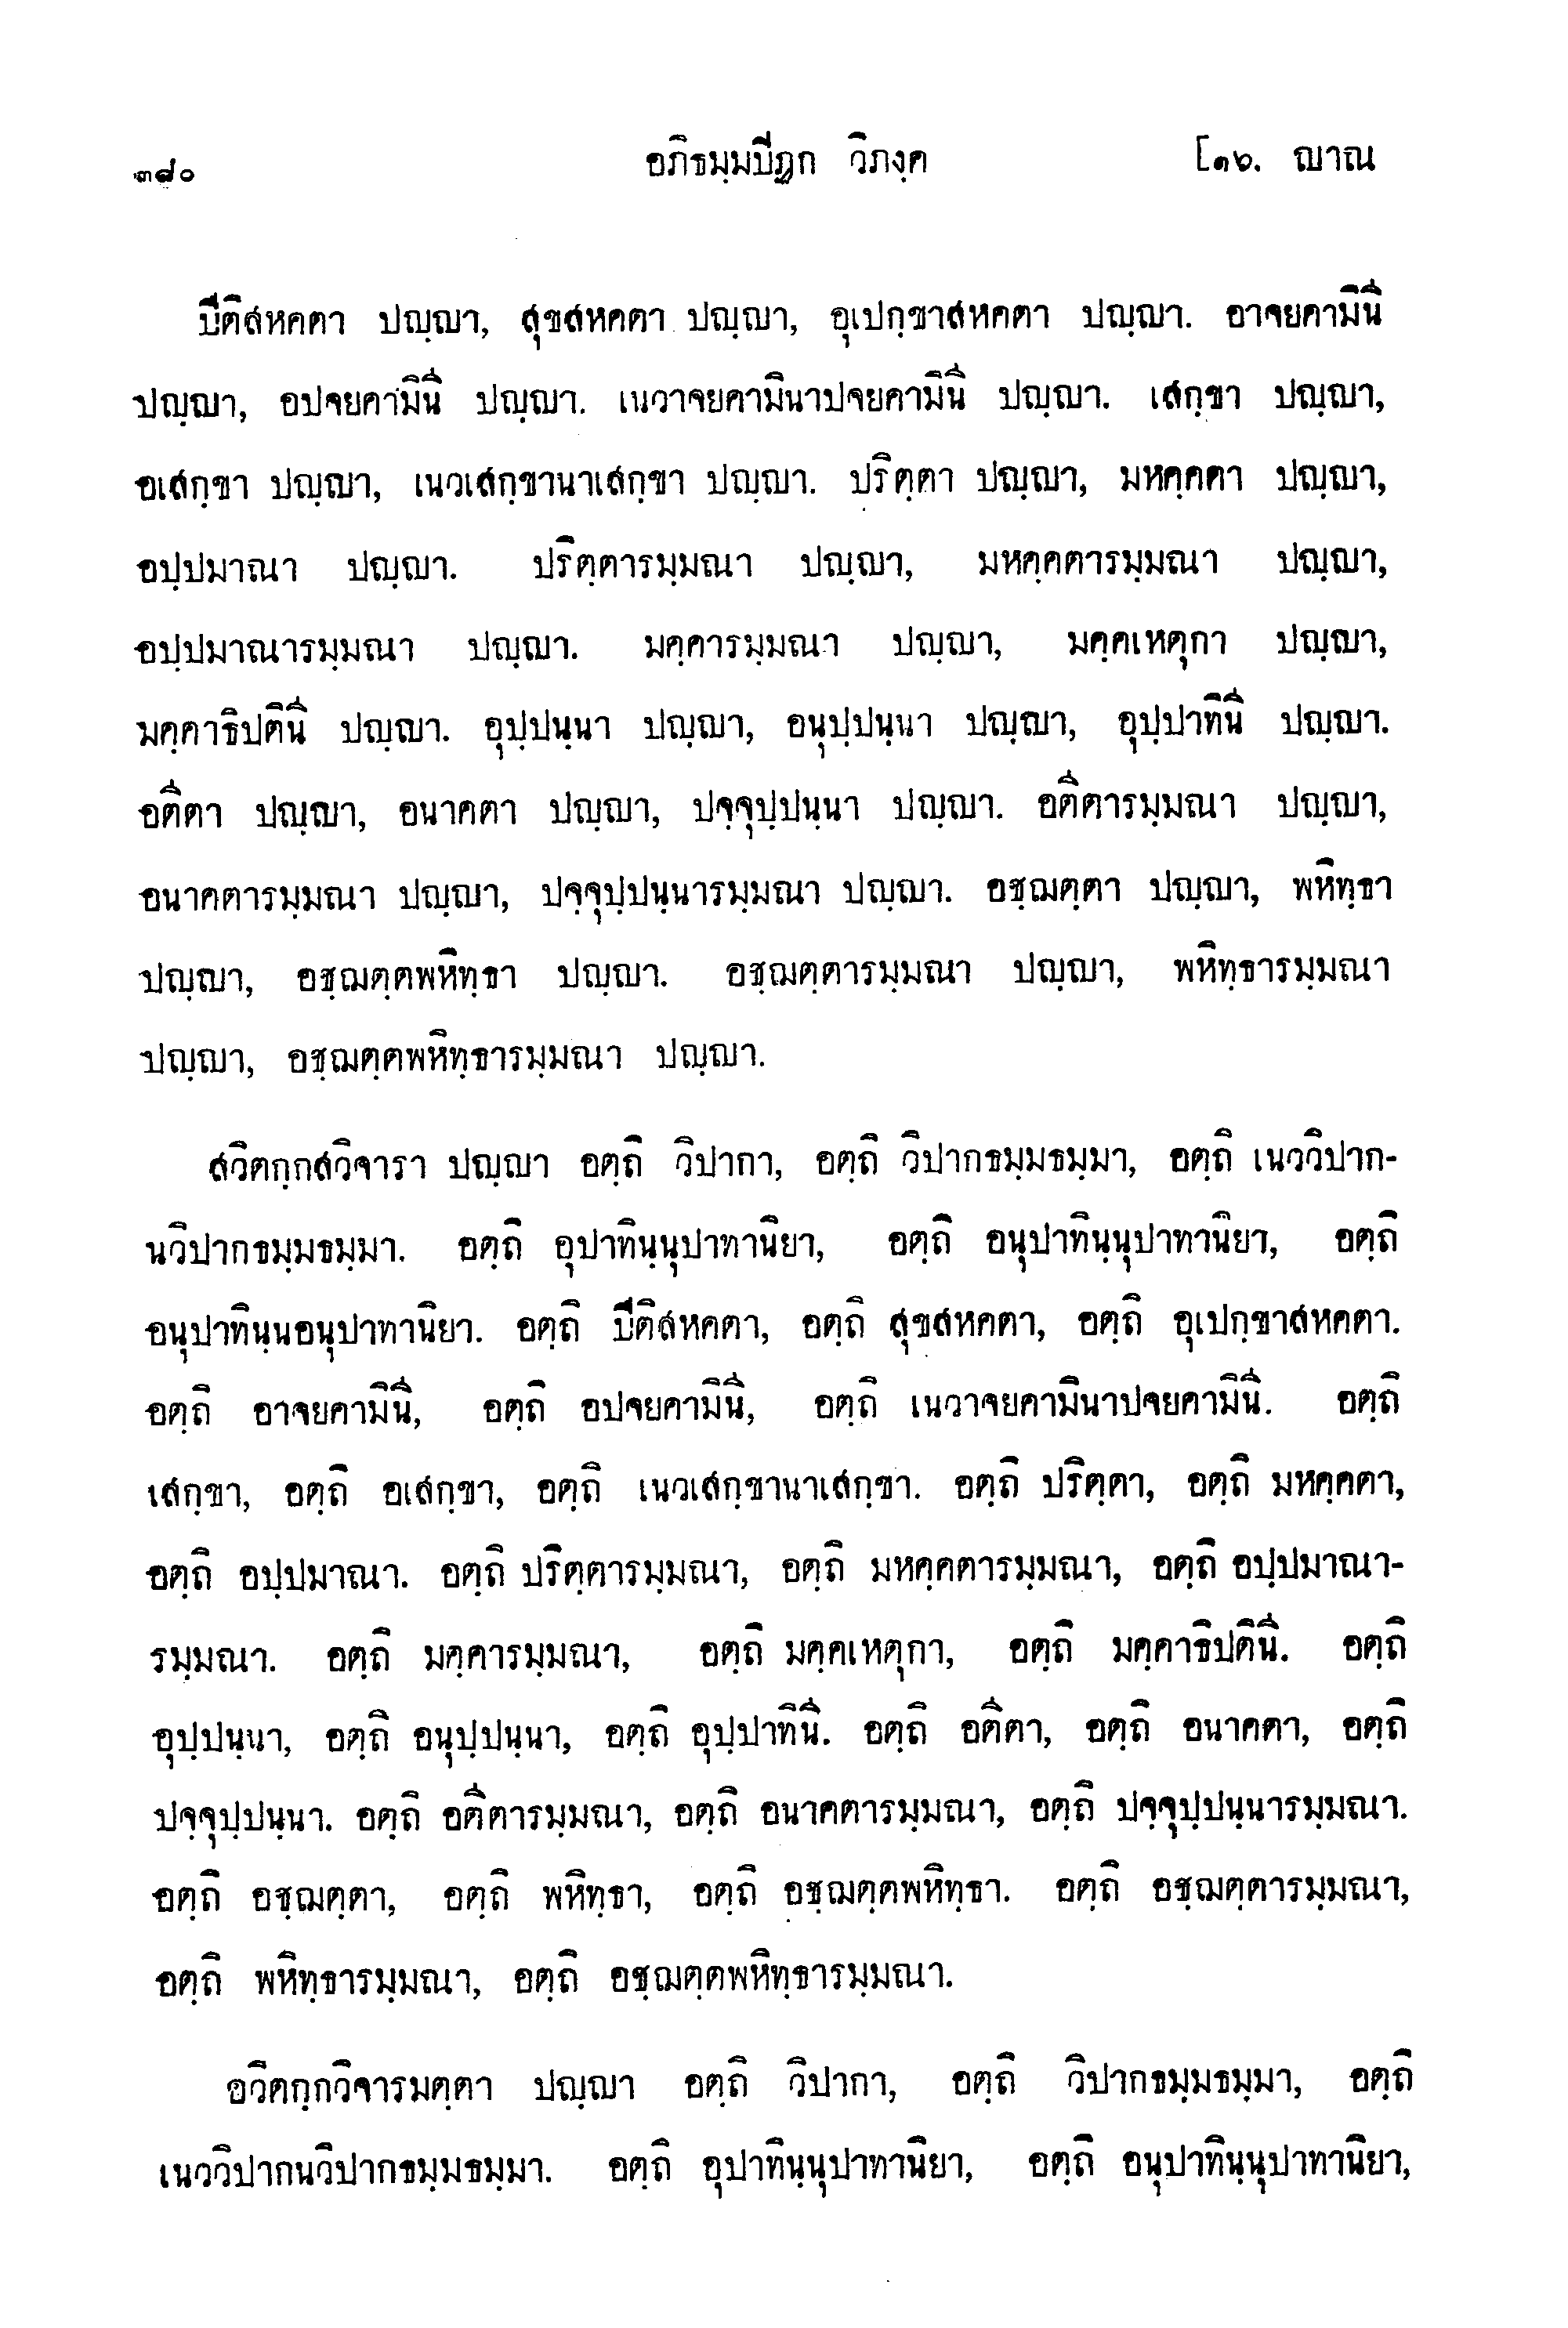 ๓๘๐ อภิธมฺมปีฏก วิภงฺค [๑๖. ญาณ
ปีติสหคตา ปญฺญา, สุขสหคตา ปญฺญา, อุเปกฺขาสหคตา ปญฺญา. อาจยคามินี
ปญฺญา, อปจยคามินี ปญฺญา. เนวาจยคามินาปจยคามินี ปญฺญา. เสกฺขา ปญฺญา,
อเสกฺขา ปญฺญา, เนวเสกฺขานาเสกฺขา ปญฺญา. ปริตฺตา ปญฺญา, มหคฺคตา ปญฺญา,
อปฺปมาณา ปญฺญา. ปริตฺตารมฺมณา ปญฺญา, มหคฺคตารมฺมณา ปญฺญา,
อปฺปมาณารมฺมณา ปญฺญา. มคฺคารมฺมณา ปญฺญา, มคฺคเหตุกา ปญฺญา,
มคฺคาธิปตินี ปญฺญา. อุปฺปนฺนา ปญฺญา, อนุปฺปนฺนา ปญฺญา, อุปฺปาทินี ปญฺญา.
อตีตา ปญฺญา, อนาคตา ปญฺญา, ปจฺจุปฺปนฺนา ปญฺญา. อตีตารมฺมณา ปญฺญา,
อนาคตารมฺมณา ปญฺญา, ปจฺจุปฺปนฺนารมฺมณา ปญฺญา. อชฺฌตฺตา ปญฺญา, พหิทฺธา
ปญฺญา, อชฺฌตฺตพหิทฺธา ปญฺญา. อชฺฌตฺตารมฺมณา ปญฺญา, พหิทฺธารมฺมณา
ปญฺญา, อชฺฌตฺตพหิทฺธารมฺมณา ปญฺญา.
สวิตกฺกสวิจารา ปญฺญา อตฺถิ วิปากา, อตฺถิ วิปากธมฺมธมฺมา, อตฺถิ เนววิปาก-
นวิปากธมฺมธมฺมา. อตฺถิ อุปาทินฺนุปาทานิยา, อตฺถิ อนุปาทินฺนุปาทานิยา, อตฺถิ
อนุปาทินฺนอนุปาทานิยา. อตฺถิ ปีติสหคตา, อตฺถิ สุขสหคตา, อตฺถิ อุเปกฺขาสหคตา.
อตฺถิ อาจยคามินี, อตฺถิ อปจยคามินี, อตฺถิ เนวาจยคามินาปจยคามินี. อตฺถิ
เสกฺขา, อตฺถิ อเสกฺขา, อตฺถิ เนวเสกฺขานาเสกฺขา. อตฺถิ ปริตฺตา, อตฺถิ มหคฺคตา,
อตฺถิ อปฺปมาณา. อตฺถิ ปริตฺตารมฺมณา, อตฺถิ มหคฺคตารมฺมณา, อตฺถิ อปฺปมาณา-
รมฺมณา. อตฺถิ มคฺคารมฺมณา, อตฺถิ มคฺคเหตุกา, อตฺถิ มคฺคาธิปตินี. อตฺถิ
อุปฺปนฺนา, อตฺถิ อนุปฺปนฺนา, อตฺถิ อุปฺปาทินี. อตฺถิ อตีตา, อตฺถิ อนาคตา, อตฺถิ
ปจฺจุปฺปนฺนา. อตฺถิ อตีตารมฺมณา, อตฺถิ อนาคตารมฺมณา, อตฺถิ ปจฺจุปฺปนฺนารมฺมณา.
อตฺถิ อชฺฌตฺตา, อตฺถิ พหิทฺธา, อตฺถิ อชฺฌตฺตพหิทฺธา. อตฺถิ อชฺฌตฺตารมฺมณา,
อตฺถิ พหิทฺธารมฺมณา, อตฺถิ อชฺฌตฺตพหิทฺธารมฺมณา.
อวิตกฺกวิจารมตฺตา ปญฺญา อตฺถิ วิปากา, อตฺถิ วิปากธมฺมธมฺมา, อตฺถิ
เนววิปากนวิปากธมฺมธมฺมา. อตฺถิ อุปาทินฺนุปาทานิยา, อตฺถิ อนุปาทินฺนุปาทานิยา,